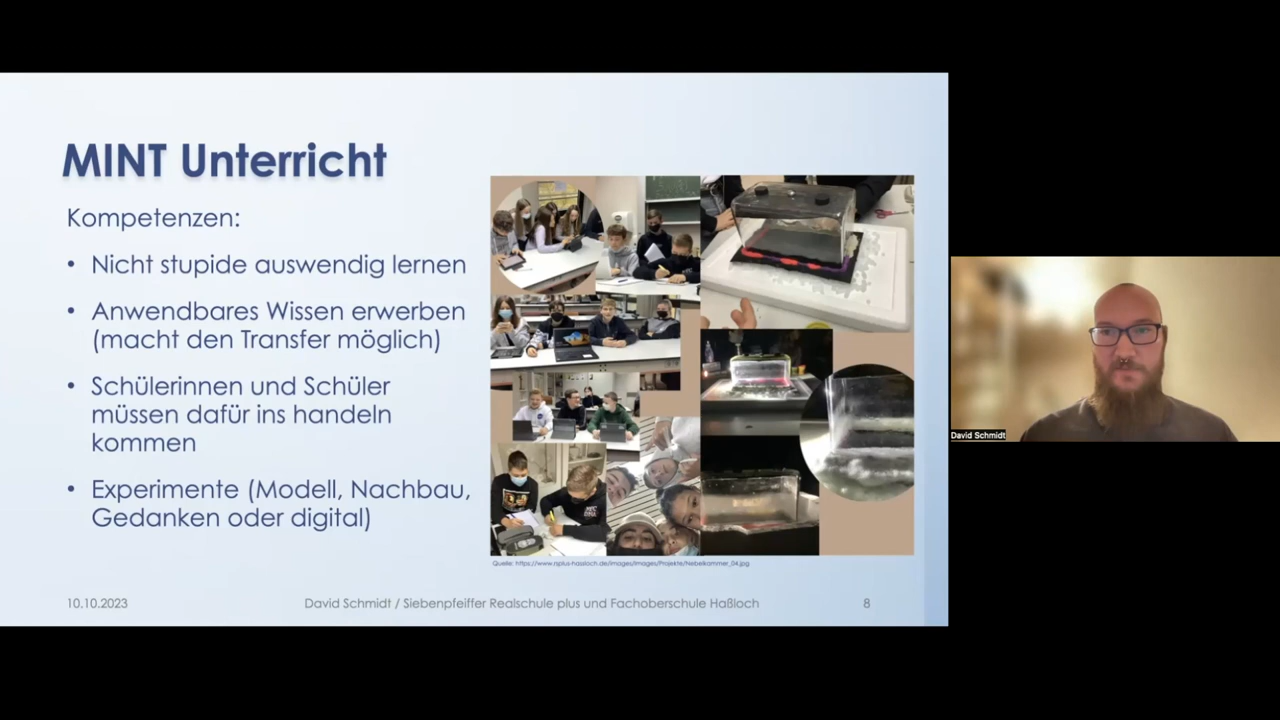 MINT Unterricht
Kompetenzen:
• Nicht stupide auswendig lernen
• Anwendbares Wissen erwerben
(macht den Transfer möglich)
• Schülerinnen und Schüler
müssen dafür ins handeln
kommen
• Experimente (Modell, Nachbau,
Gedanken oder digital)
Quelle: https://www.rsplus-hassloch.de/images/images/Projekte/Nebelkammer_04.jpg
10.10.2023
David Schmidt / Siebenpfeiffer Realschule plus und Fachoberschule Haßloch
8
David Schmidt